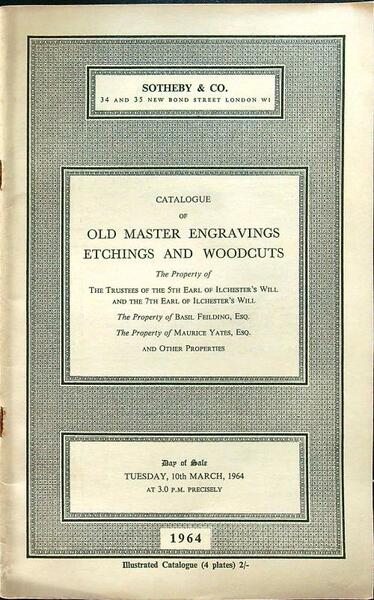 SOTHEBY & CO.
34 AND 35 NEW BOND STREET LONDON W1
CATALOGUE
OF
OLD MASTER ENGRAVINGS
ETCHINGS AND WOODCUTS
The Property of
THE TRUSTEES OF THE 5TH EARL OF ILCHESTER'S WILL
AND THE 7TH EARL OF ILCHESTER'S WILL
The Property of BASIL FEILDING, ESQ.
The Property of MAURICE YATES, ESQ.
AND OTHER PROPERTIES
Day of Sale
TUESDAY, 10th MARCH, 1964
AT 3.0 P.M. PRECISELY
1964
Illustrated Catalogue (4 plates) 2/-